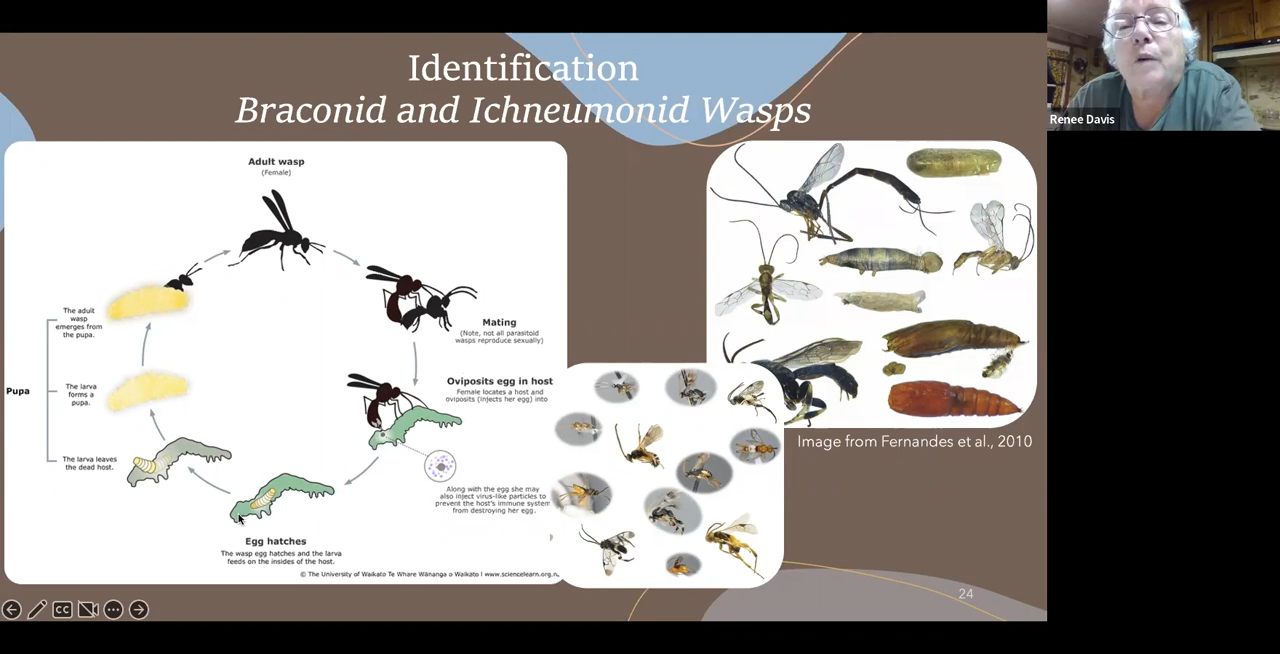 Identification
Braconid and Ichneumonid Wasps
Renee Davis
Adult wasp
(Female)
Mating
(Note, not all parasitoid
wasps reproduce sexually)
Oviposits egg in host
Female locates a host and
oviposits (injects her egg) into
Along with the egg she may
also inject virus-like particles to
prevent the host's immune system
from destroying her egg.
Egg hatches
The wasp egg hatches and the larva
feeds on the insides of the host.
The larva leaves
the dead host.
Pupa
The larva
forms a
pupa.
The adult
wasp
emerges from
the pupa.
© The University of Waikato Te Whare Wānanga o Waikato I www.sciencelearn.org.n
Image from Fernandes et al., 2010
24
CC